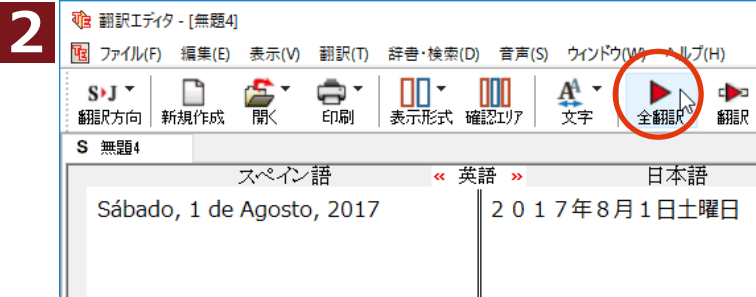 2
翻訳エディタ - [無題4]
ファイル(F) 編集(E) 表示(V) 翻訳(T) 辞書・検索(D) 音声(S) ウィンドウ(W) ヘルプ(H)
S▸J
翻訳方向 新規作成 開く 印刷 表示形式 確認エリア 文字 全翻訳 翻訳
S 無題4
スペイン語 « 英語 » 日本語
Sábado, 1 de Agosto, 2017 2017年8月1日土曜日